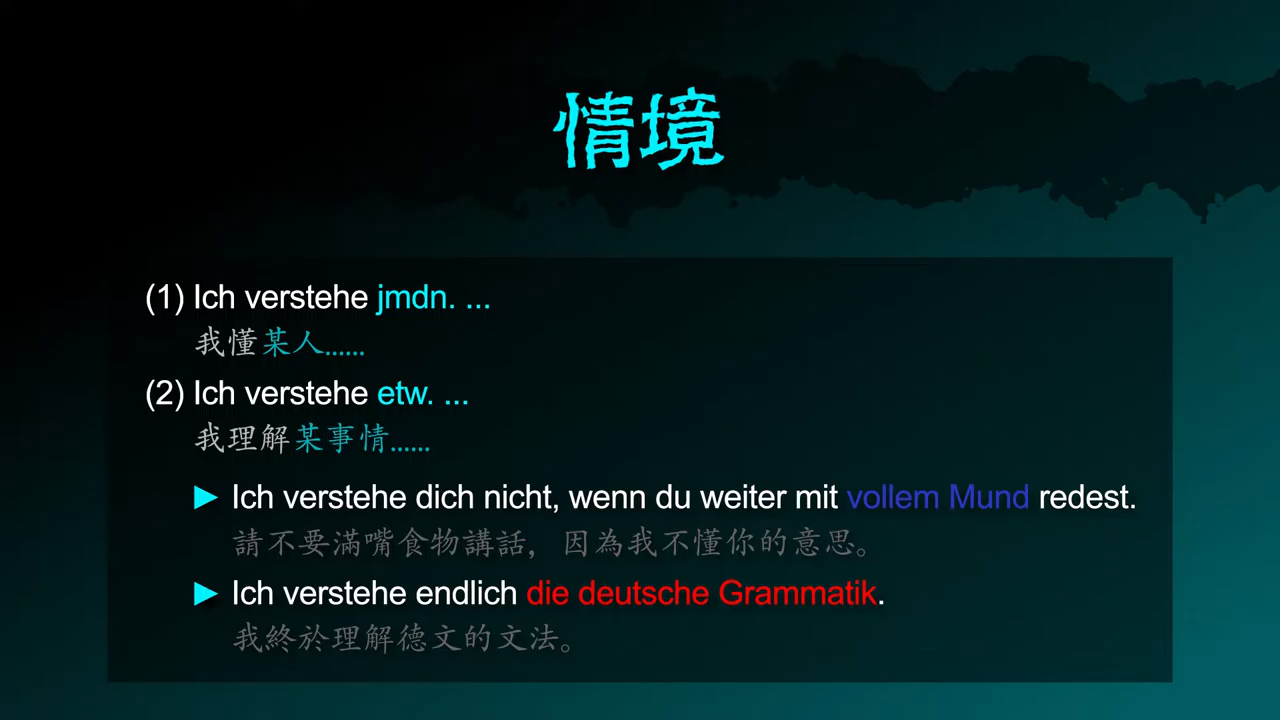 情境
(1) Ich verstehe jmdn. ...
我懂某人......
(2) Ich verstehe etw. ...
我理解某事情......
► Ich verstehe dich nicht, wenn du weiter mit vollem Mund redest.
請不要滿嘴食物講話，因為我不懂你的意思。
► Ich verstehe endlich die deutsche Grammatik.
我終於理解德文的文法。